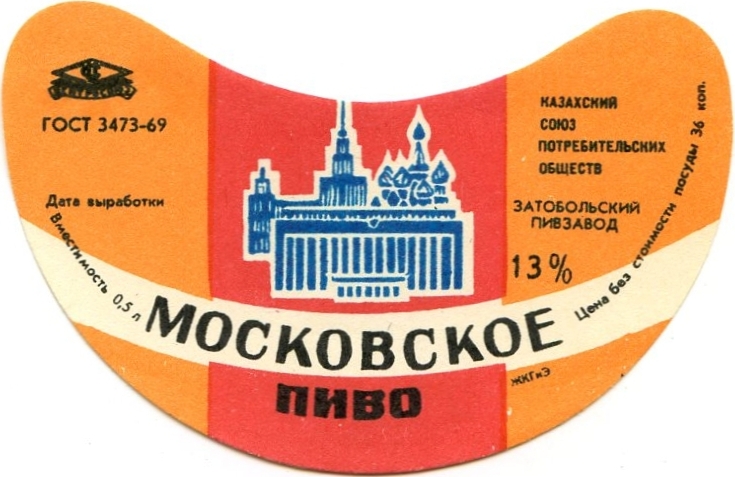 ГОСТ 3473-69
Дата выработки
Вместимость 0,5 л
КАЗАХСКИЙ
СОЮЗ
ПОТРЕБИТЕЛЬСКИХ
ОБЩЕСТВ
ЗАТОБОЛЬСКИЙ
ПИВЗАВОД
13%
Цена без стоимости посуды 36 коп.
МОСКОВСКОЕ
ПИВО
ЖКГиЭ